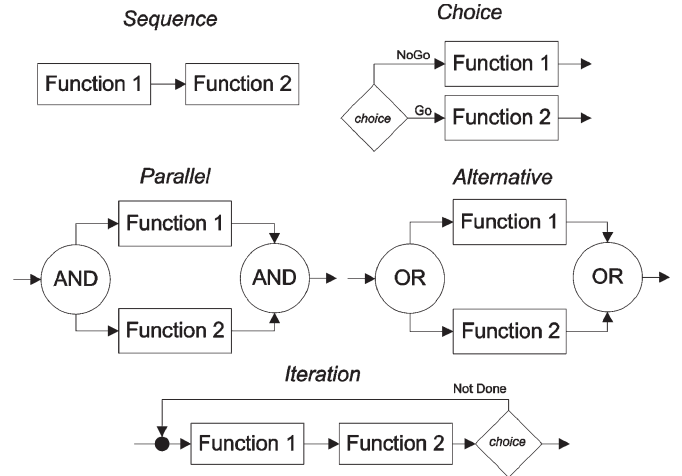 Sequence
Function 1
Function 2
Choice
NoGo
Function 1
choice
Go
Function 2
Parallel
Function 1
AND
AND
Function 2
Alternative
Function 1
OR
OR
Function 2
Iteration
Not Done
Function 1
Function 2
choice